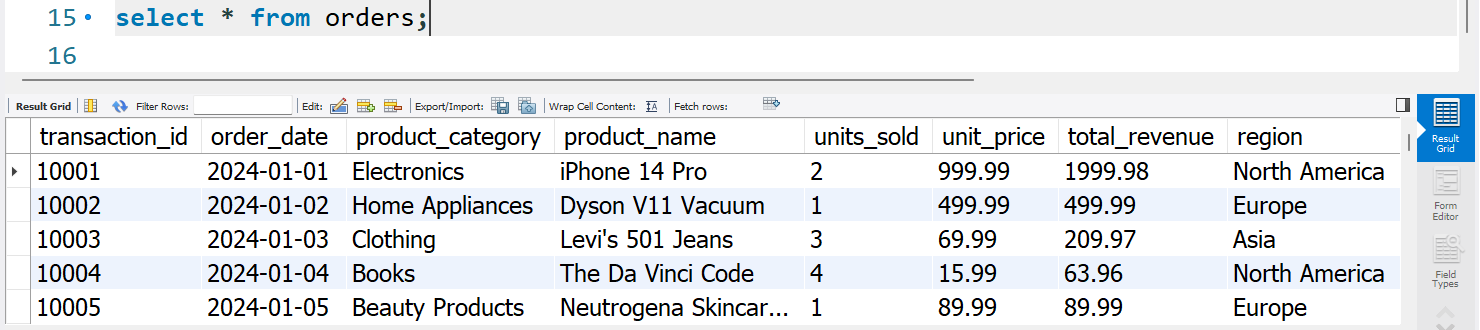 15 select * from orders;
16
Result Grid Filter Rows: Edit: Export/Import: Wrap Cell Content: Fetch rows:
transaction_id order_date product_category product_name units_sold unit_price total_revenue region
10001 2024-01-01 Electronics iPhone 14 Pro 2 999.99 1999.98 North America
10002 2024-01-02 Home Appliances Dyson V11 Vacuum 1 499.99 499.99 Europe
10003 2024-01-03 Clothing Levi's 501 Jeans 3 69.99 209.97 Asia
10004 2024-01-04 Books The Da Vinci Code 4 15.99 63.96 North America
10005 2024-01-05 Beauty Products Neutrogena Skincar... 1 89.99 89.99 Europe
Result
Grid
Form
Editor
Field
Types